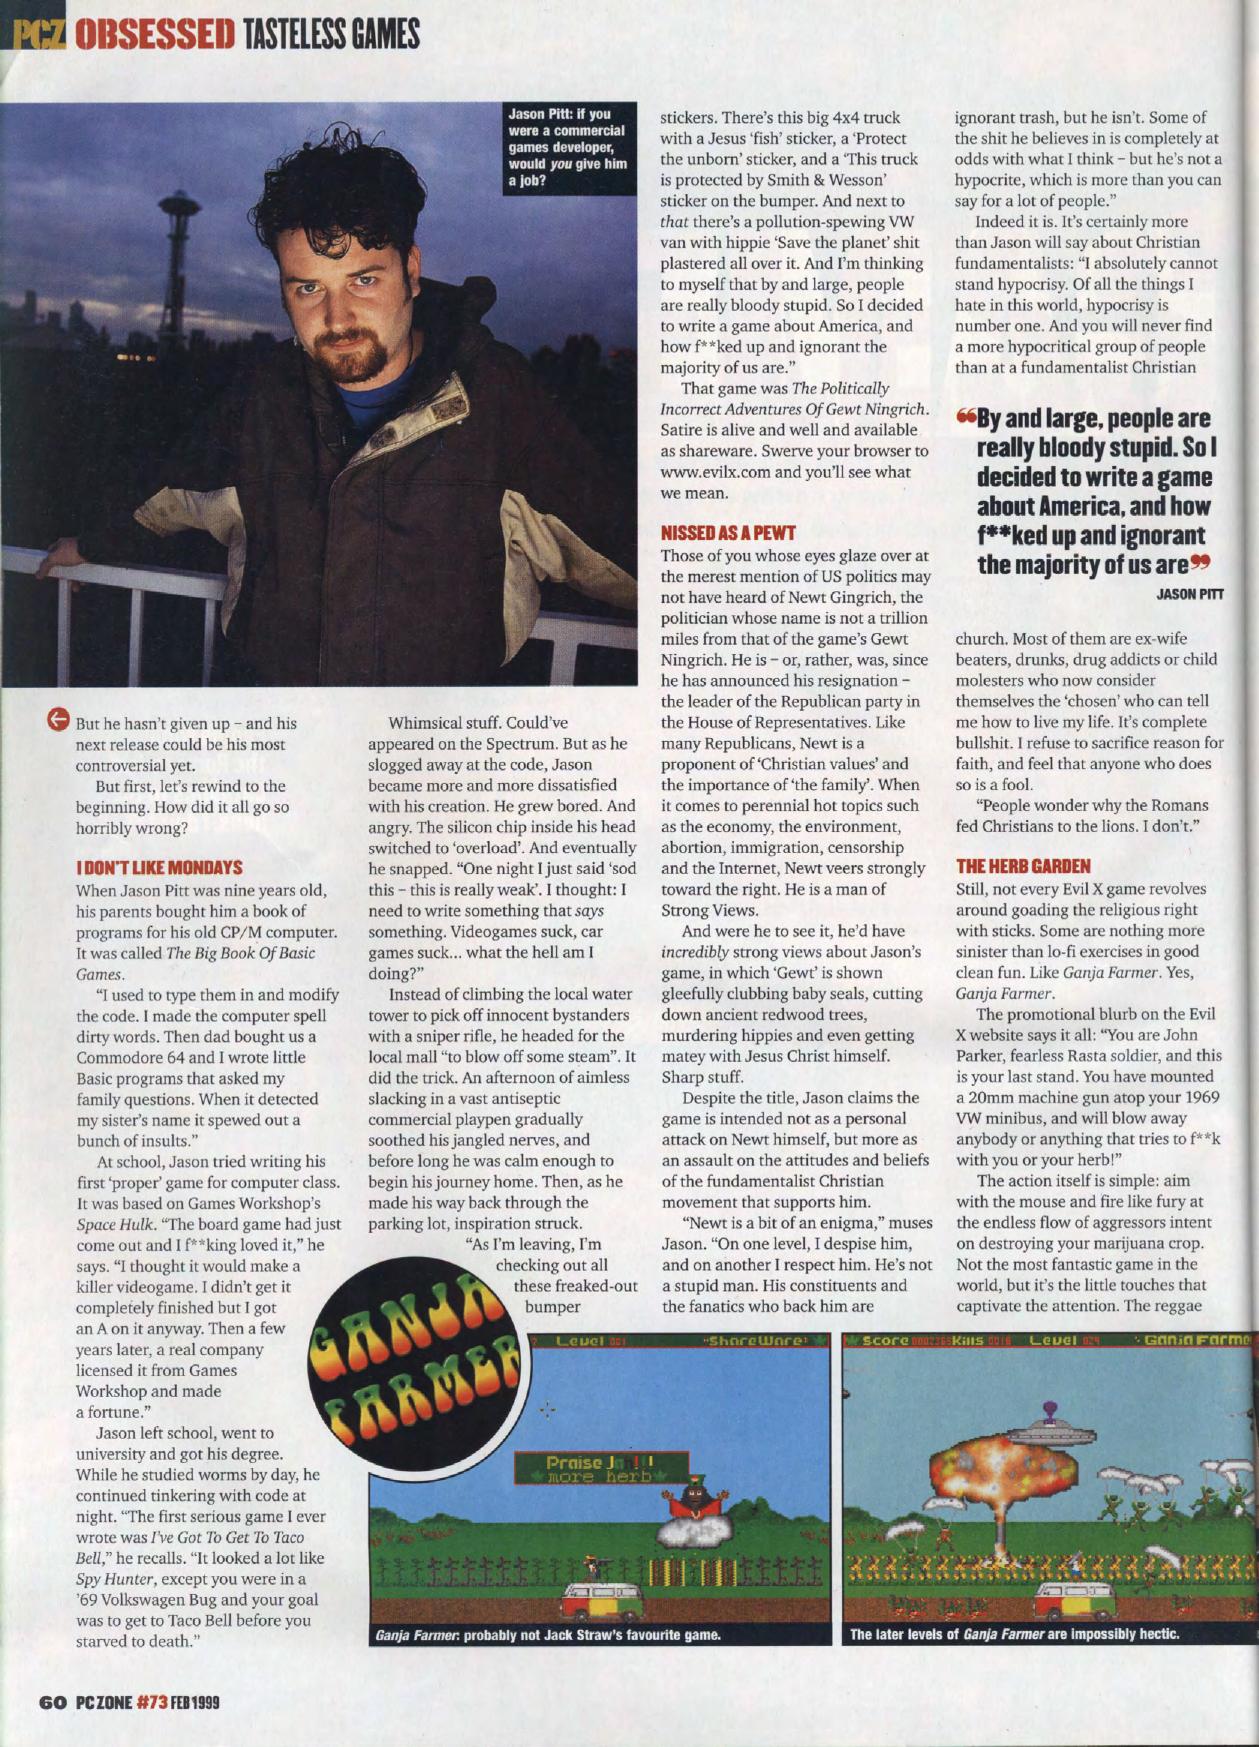 PCZ OBSESSED TASTELESS GAMES
Jason Pitt: if you
were a commercial
games developer,
would you give him
a job?
But he hasn't given up – and his
next release could be his most
controversial yet.
But first, let's rewind to the
beginning. How did it all go so
horribly wrong?
I DON'T LIKE MONDAYS
When Jason Pitt was nine years old,
his parents bought him a book of
programs for his old CP/M computer.
It was called The Big Book Of Basic
Games.
"I used to type them in and modify
the code. I made the computer spell
dirty words. Then dad bought us a
Commodore 64 and I wrote little
Basic programs that asked my
family questions. When it detected
my sister's name it spewed out a
bunch of insults."
At school, Jason tried writing his
first 'proper' game for computer class.
It was based on Games Workshop's
Space Hulk. "The board game had just
come out and I f**king loved it," he
says. "I thought it would make a
killer videogame. I didn't get it
completely finished but I got
an A on it anyway. Then a few
years later, a real company
licensed it from Games
Workshop and made
a fortune."
Jason left school, went to
university and got his degree.
While he studied worms by day, he
continued tinkering with code at
night. "The first serious game I ever
wrote was I've Got To Get To Taco
Bell," he recalls. "It looked a lot like
Spy Hunter, except you were in a
'69 Volkswagen Bug and your goal
was to get to Taco Bell before you
starved to death."
Whimsical stuff. Could've
appeared on the Spectrum. But as he
slogged away at the code, Jason
became more and more dissatisfied
with his creation. He grew bored. And
angry. The silicon chip inside his head
switched to 'overload'. And eventually
he snapped. "One night I just said 'sod
this – this is really weak'. I thought: I
need to write something that says
something. Videogames suck, car
games suck... what the hell am I
doing?"
Instead of climbing the local water
tower to pick off innocent bystanders
with a sniper rifle, he headed for the
local mall "to blow off some steam". It
did the trick. An afternoon of aimless
slacking in a vast antiseptic
commercial playpen gradually
soothed his jangled nerves, and
before long he was calm enough to
begin his journey home. Then, as he
made his way back through the
parking lot, inspiration struck.
"As I'm leaving, I'm
checking out all
these freaked-out
bumper
stickers. There's this big 4x4 truck
with a Jesus 'fish' sticker, a 'Protect
the unborn' sticker, and a 'This truck
is protected by Smith & Wesson'
sticker on the bumper. And next to
that there's a pollution-spewing VW
van with hippie 'Save the planet' shit
plastered all over it. And I'm thinking
to myself that by and large, people
are really bloody stupid. So I decided
to write a game about America, and
how f**ked up and ignorant the
majority of us are."
That game was The Politically
Incorrect Adventures Of Gewt Ningrich.
Satire is alive and well and available
as shareware. Swerve your browser to
www.evilx.com and you'll see what
we mean.
NISSED AS A PEWT
Those of you whose eyes glaze over at
the merest mention of US politics may
not have heard of Newt Gingrich, the
politician whose name is not a trillion
miles from that of the game's Gewt
Ningrich. He is – or, rather, was, since
he has announced his resignation –
the leader of the Republican party in
the House of Representatives. Like
many Republicans, Newt is a
proponent of 'Christian values' and
the importance of 'the family'. When
it comes to perennial hot topics such
as the economy, the environment,
abortion, immigration, censorship
and the Internet, Newt veers strongly
toward the right. He is a man of
Strong Views.
And were he to see it, he'd have
incredibly strong views about Jason's
game, in which 'Gewt' is shown
gleefully clubbing baby seals, cutting
down ancient redwood trees,
murdering hippies and even getting
matey with Jesus Christ himself.
Sharp stuff.
Despite the title, Jason claims the
game is intended not as a personal
attack on Newt himself, but more as
an assault on the attitudes and beliefs
of the fundamentalist Christian
movement that supports him.
"Newt is a bit of an enigma," muses
Jason. "On one level, I despise him,
and on another I respect him. He's not
a stupid man. His constituents and
the fanatics who back him are
ignorant trash, but he isn't. Some of
the shit he believes in is completely at
odds with what I think – but he's not a
hypocrite, which is more than you can
say for a lot of people."
Indeed it is. It's certainly more
than Jason will say about Christian
fundamentalists: "I absolutely cannot
stand hypocrisy. Of all the things I
hate in this world, hypocrisy is
number one. And you will never find
a more hypocritical group of people
than at a fundamentalist Christian
"By and large, people are
really bloody stupid. So I
decided to write a game
about America, and how
f**ked up and ignorant
the majority of us are"
JASON PITT
church. Most of them are ex-wife
beaters, drunks, drug addicts or child
molesters who now consider
themselves the 'chosen' who can tell
me how to live my life. It's complete
bullshit. I refuse to sacrifice reason for
faith, and feel that anyone who does
so is a fool.
"People wonder why the Romans
fed Christians to the lions. I don't."
THE HERB GARDEN
Still, not every Evil X game revolves
around goading the religious right
with sticks. Some are nothing more
sinister than lo-fi exercises in good
clean fun. Like Ganja Farmer. Yes,
Ganja Farmer.
The promotional blurb on the Evil
X website says it all: "You are John
Parker, fearless Rasta soldier, and this
is your last stand. You have mounted
a 20mm machine gun atop your 1969
VW minibus, and will blow away
anybody or anything that tries to f**k
with you or your herb!"
The action itself is simple: aim
with the mouse and fire like fury at
the endless flow of aggressors intent
on destroying your marijuana crop.
Not the most fantastic game in the
world, but it's the little touches that
captivate the attention. The reggae
GANJA
FARMER
Level 001 "ShareWare"
Praise Jah!!!
more herb
Ganja Farmer: probably not Jack Straw's favourite game.
Score Kills 0016 Level 024 Ganja Farme
The later levels of Ganja Farmer are impossibly hectic.
60 PC ZONE #73 FEB 1999